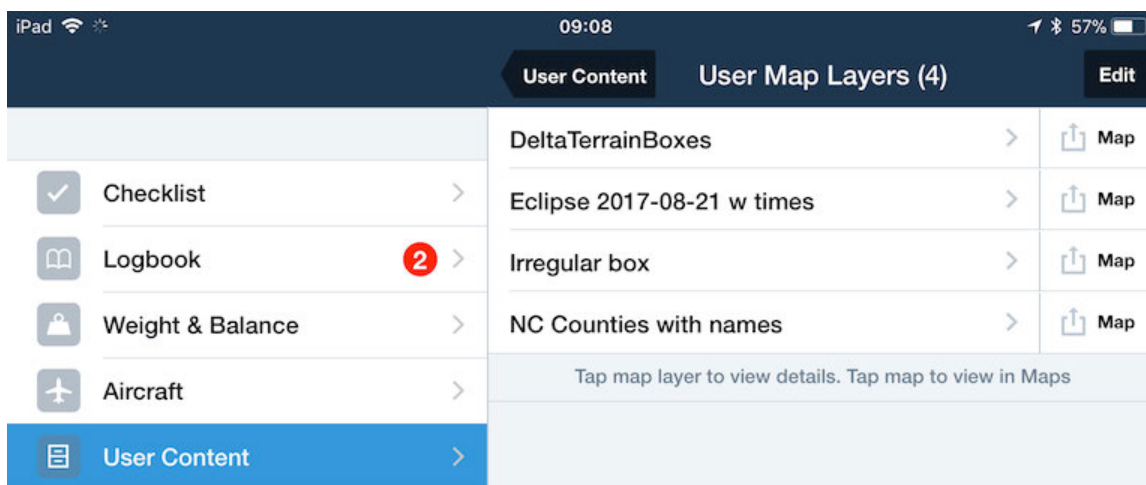 iPad 09:08 57%
User Content User Map Layers (4) Edit
DeltaTerrainBoxes Map
Checklist
Eclipse 2017-08-21 w times Map
Logbook 2
Irregular box Map
Weight & Balance
NC Counties with names Map
Tap map layer to view details. Tap map to view in Maps
Aircraft
User Content